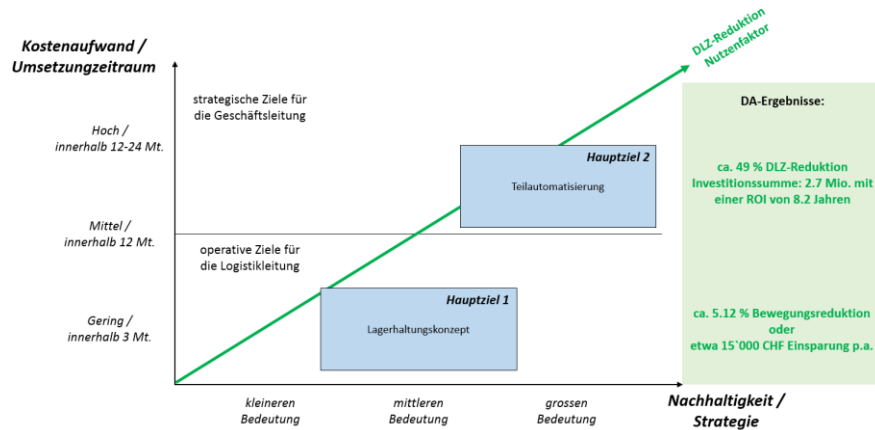 Kostenaufwand /
Umsetzungzeitraum
DLZ-Reduktion
Nutzenfaktor
strategische Ziele für
die Geschäftsleitung
DA-Ergebnisse:
Hoch /
innerhalb 12-24 Mt.
Hauptziel 2
Teilautomatisierung
ca. 49 % DLZ-Reduktion
Investitionssumme: 2.7 Mio. mit
einer ROI von 8.2 Jahren
Mittel /
innerhalb 12 Mt.
operative Ziele für
die Logistikleitung
Hauptziel 1
Lagerhaltungskonzept
Gering /
innerhalb 3 Mt.
ca. 5.12 % Bewegungsreduktion
oder
etwa 15`000 CHF Einsparung p.a.
kleineren
Bedeutung
mittleren
Bedeutung
grossen
Bedeutung
Nachhaltigkeit /
Strategie